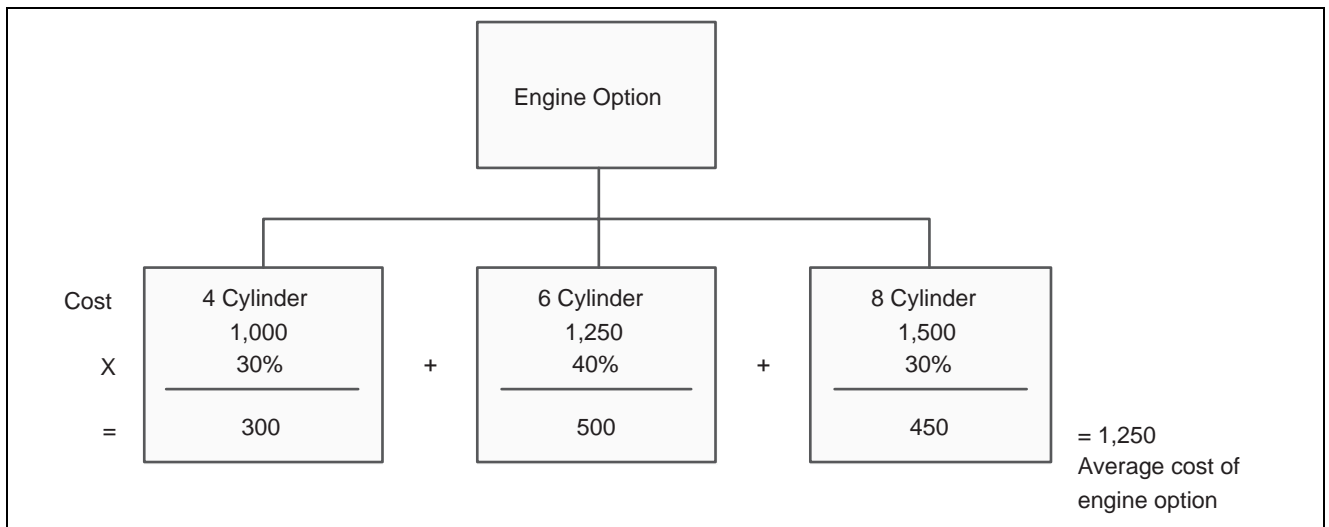 Engine Option
Cost
4 Cylinder
6 Cylinder
8 Cylinder
1,000
1,250
1,500
X
30%
+
40%
+
30%
=
300
500
450
= 1,250
Average cost of
engine option